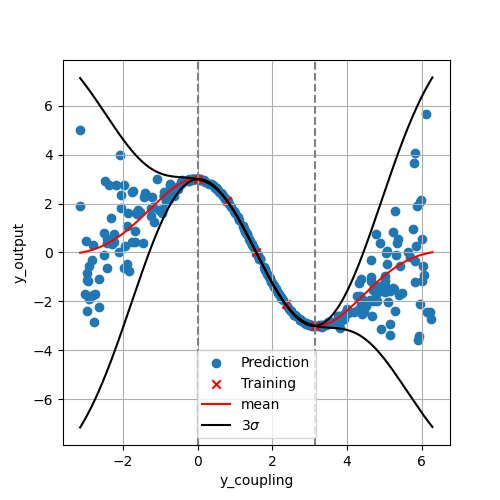 y_output
6
4
2
0
−2
−4
−6
Prediction
Training
mean
3σ
−2 0 2 4 6
y_coupling